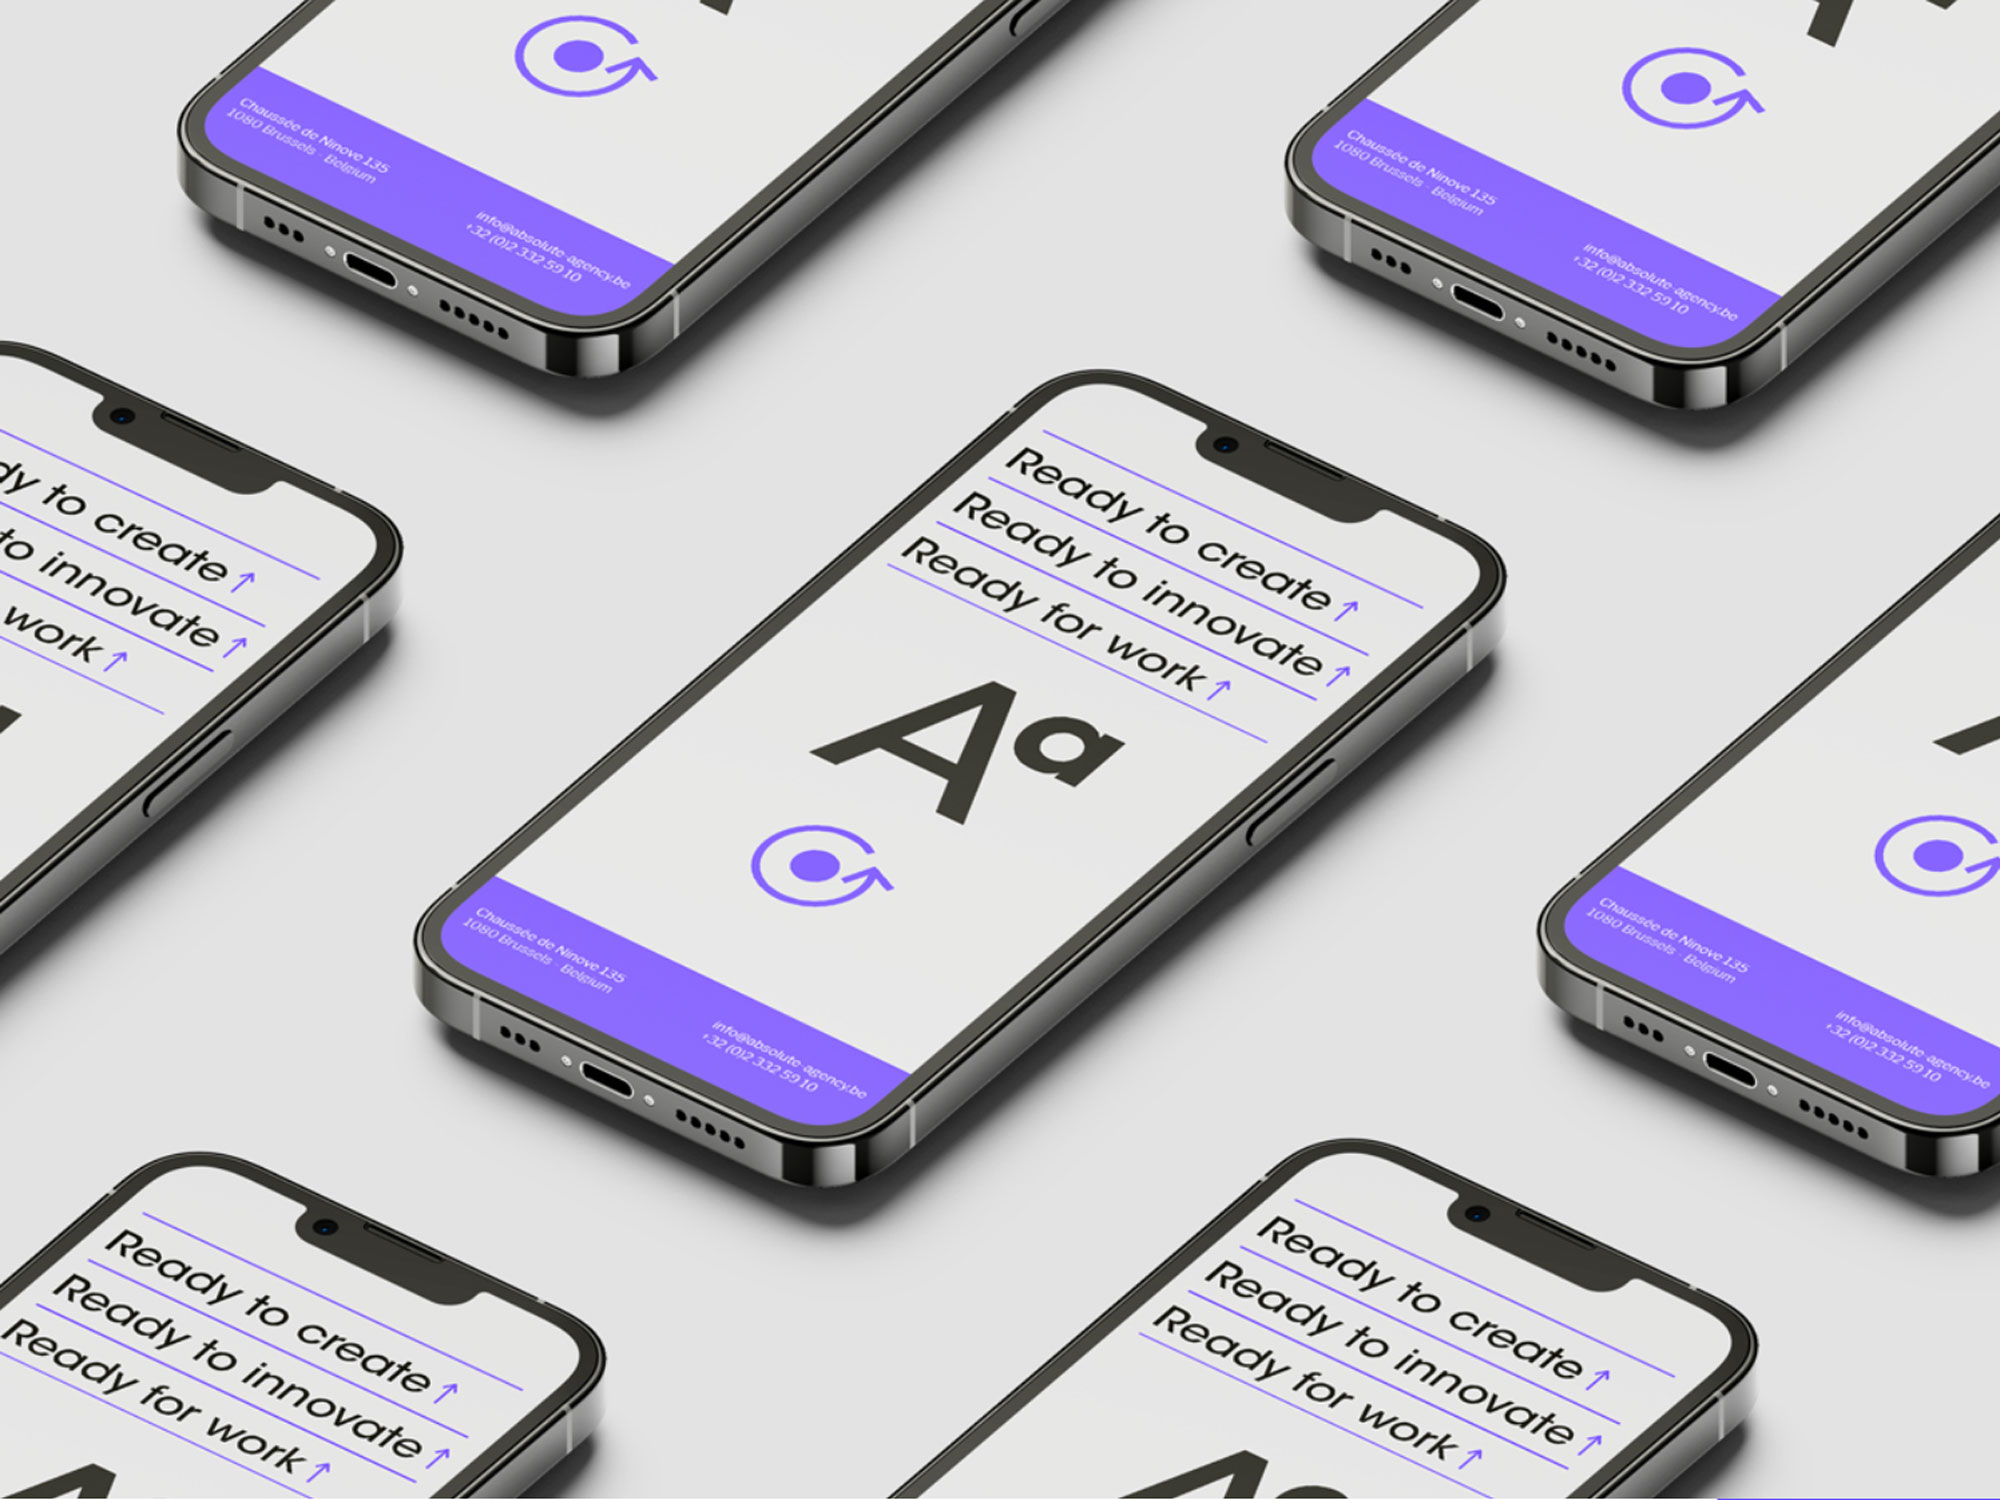 Chaussée de Ninove 135
1080 Brussels - Belgium
info@absolute-agency.be
+32 (0)2 332 59 10
Chaussée de Ninove 135
1080 Brussels - Belgium
info@absolute-agency.be
+32 (0)2 332 59 10
dy to create ↑
to innovate ↑
work ↑
Ready to create ↑
Ready to innovate ↑
Ready for work ↑
Aa
Chaussée de Ninove 135
1080 Brussels - Belgium
info@absolute-agency.be
+32 (0)2 332 59 10
Chaussée de Ninove 135
1080 Brussels - Belgium
info@absolute-agency.be
+32 (0)2 332 59 10
Ready to create ↑
Ready to innovate ↑
Ready for work ↑
Ready to create ↑
Ready to innovate ↑
Ready for work ↑
Aa